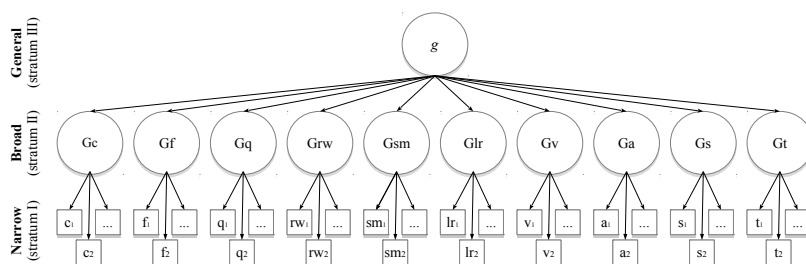 General
(stratum III)
g
Broad
(stratum II)
Gc Gf Gq Grw Gsm Glr Gv Ga Gs Gt
Narrow
(stratum I)
c₁ ... f₁ ... q₁ ... rw₁ ... sm₁ ... lr₁ ... v₁ ... a₁ ... s₁ ... t₁ ...
c₂ f₂ q₂ rw₂ sm₂ lr₂ v₂ a₂ s₂ t₂